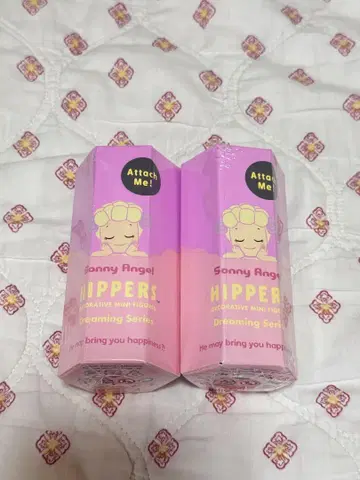 Attach
Me!
Sonny Angel
HIPPERS™
DECORATIVE MINI FIGURE
Dreaming Series
He may bring you happiness.
Attach
Me!
Sonny Angel
HIPPERS
DECORATIVE MINI FIGURE
Dreaming Series
He may bring you happiness.